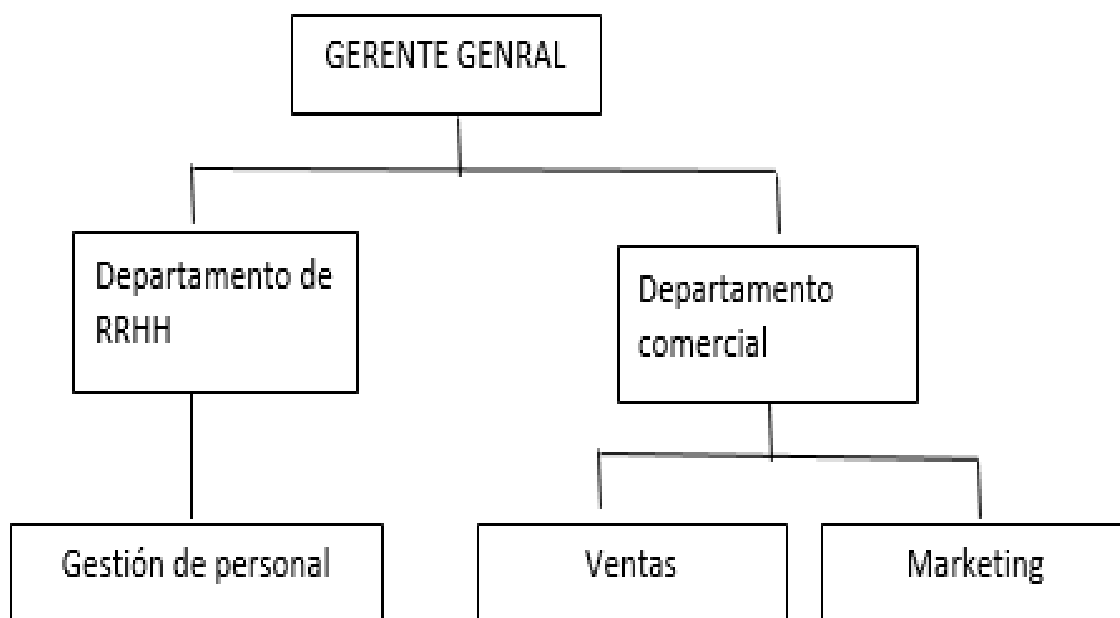 GERENTE GENRAL
Departamento de
RRHH
Departamento
comercial
Gestión de personal
Ventas
Marketing